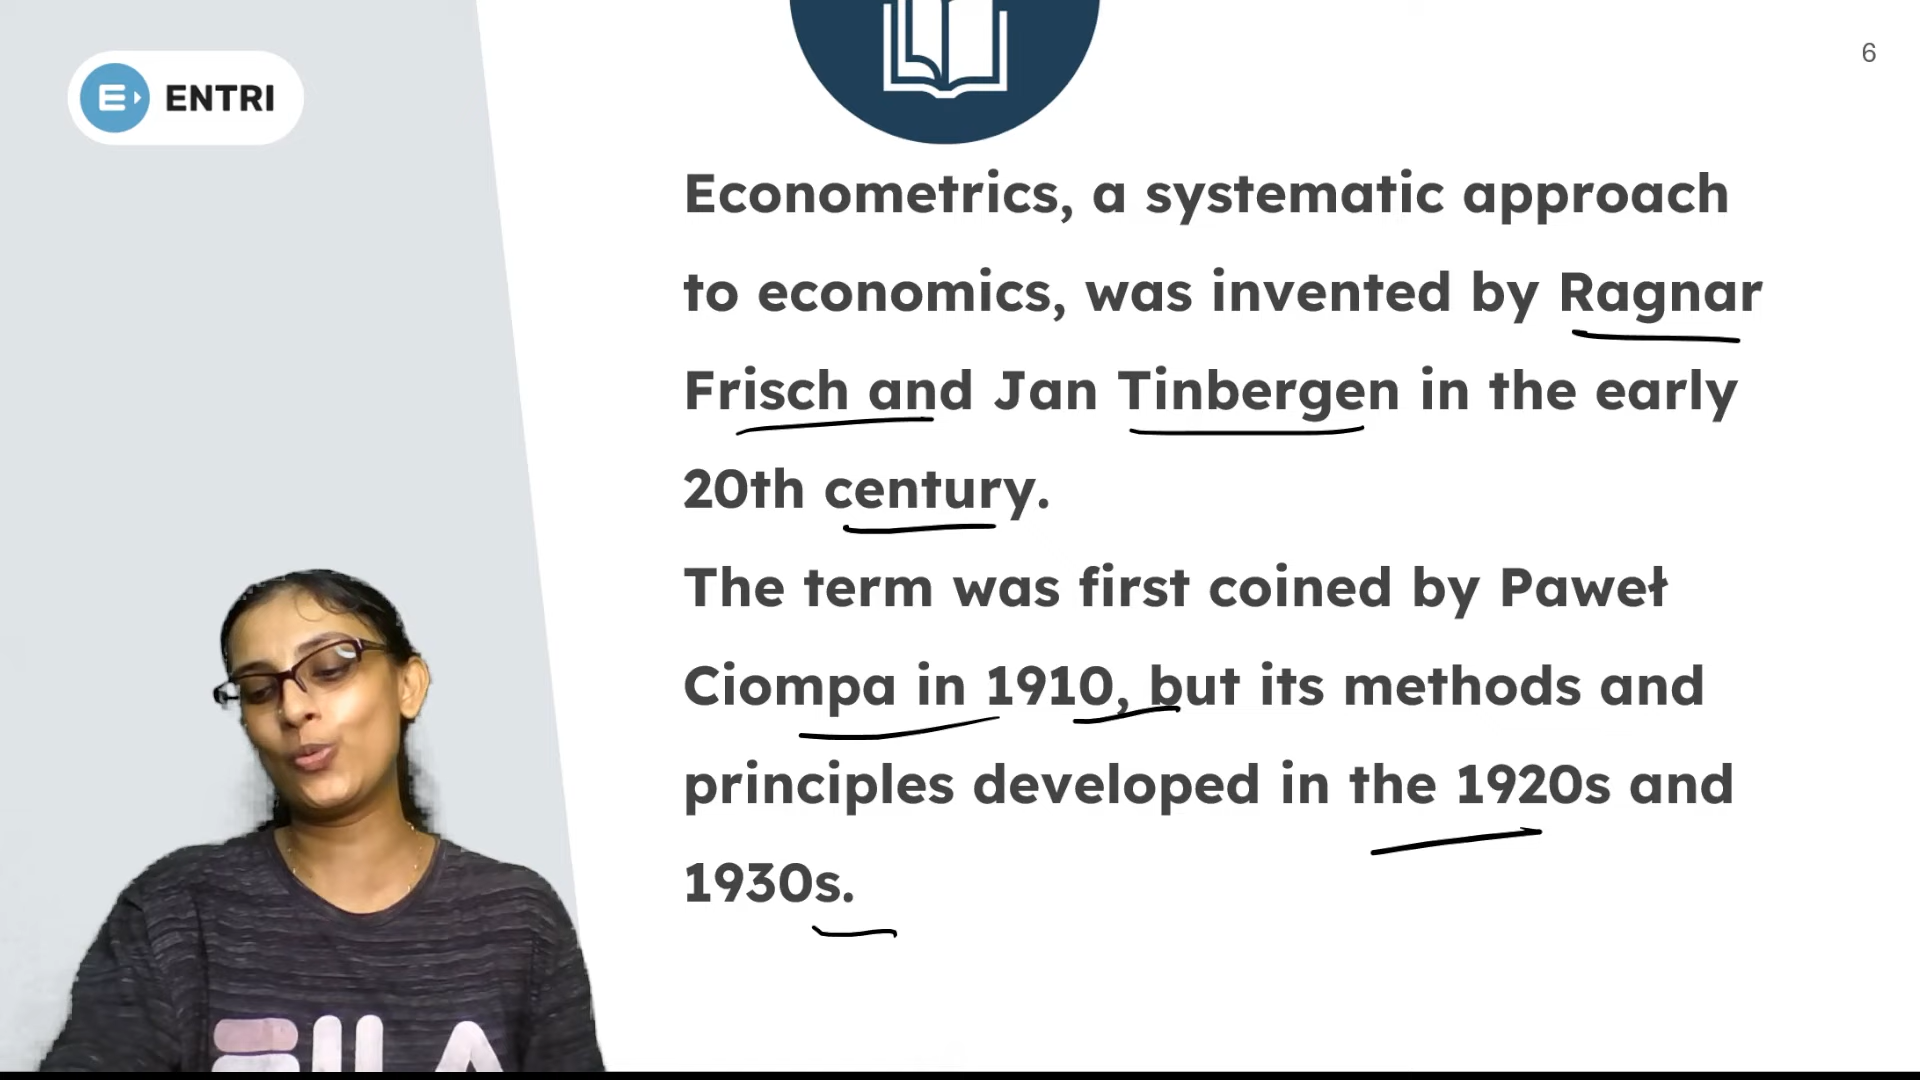 ENTRI
6
Econometrics, a systematic approach
to economics, was invented by Ragnar
Frisch and Jan Tinbergen in the early
20th century.
The term was first coined by Paweł
Ciompa in 1910, but its methods and
principles developed in the 1920s and
1930s.
FILA